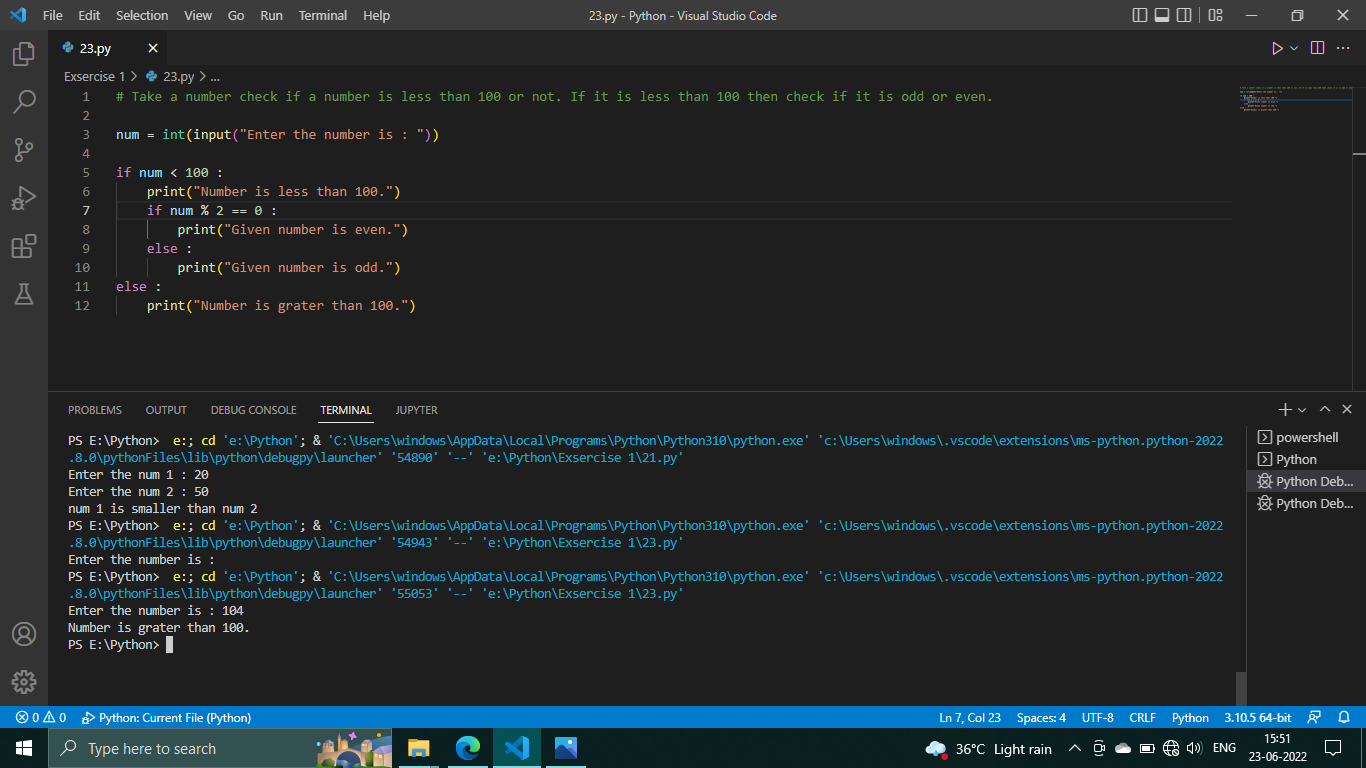 File Edit Selection View Go Run Terminal Help 23.py - Python - Visual Studio Code
23.py
Exsercise 1 > 23.py > ...
1 # Take a number check if a number is less than 100 or not. If it is less than 100 then check if it is odd or even.
2
3 num = int(input("Enter the number is : "))
4
5 if num < 100 :
6 print("Number is less than 100.")
7 if num % 2 == 0 :
8 print("Given number is even.")
9 else :
10 print("Given number is odd.")
11 else :
12 print("Number is grater than 100.")
PROBLEMS OUTPUT DEBUG CONSOLE TERMINAL JUPYTER
PS E:\Python>  e:; cd 'e:\Python'; & 'C:\Users\windows\AppData\Local\Programs\Python\Python310\python.exe' 'c:\Users\windows\.vscode\extensions\ms-python.python-2022
.8.0\pythonFiles\lib\python\debugpy\launcher' '54890' '--' 'e:\Python\Exsercise 1\21.py'
Enter the num 1 : 20
Enter the num 2 : 50
num 1 is smaller than num 2
PS E:\Python>  e:; cd 'e:\Python'; & 'C:\Users\windows\AppData\Local\Programs\Python\Python310\python.exe' 'c:\Users\windows\.vscode\extensions\ms-python.python-2022
.8.0\pythonFiles\lib\python\debugpy\launcher' '54943' '--' 'e:\Python\Exsercise 1\23.py'
Enter the number is :
PS E:\Python>  e:; cd 'e:\Python'; & 'C:\Users\windows\AppData\Local\Programs\Python\Python310\python.exe' 'c:\Users\windows\.vscode\extensions\ms-python.python-2022
.8.0\pythonFiles\lib\python\debugpy\launcher' '55053' '--' 'e:\Python\Exsercise 1\23.py'
Enter the number is : 104
Number is grater than 100.
PS E:\Python>
powershell
Python
Python Deb...
Python Deb...
0 0 Python: Current File (Python) Ln 7, Col 23 Spaces: 4 UTF-8 CRLF Python 3.10.5 64-bit
Type here to search 36°C Light rain ENG 15:51
23-06-2022